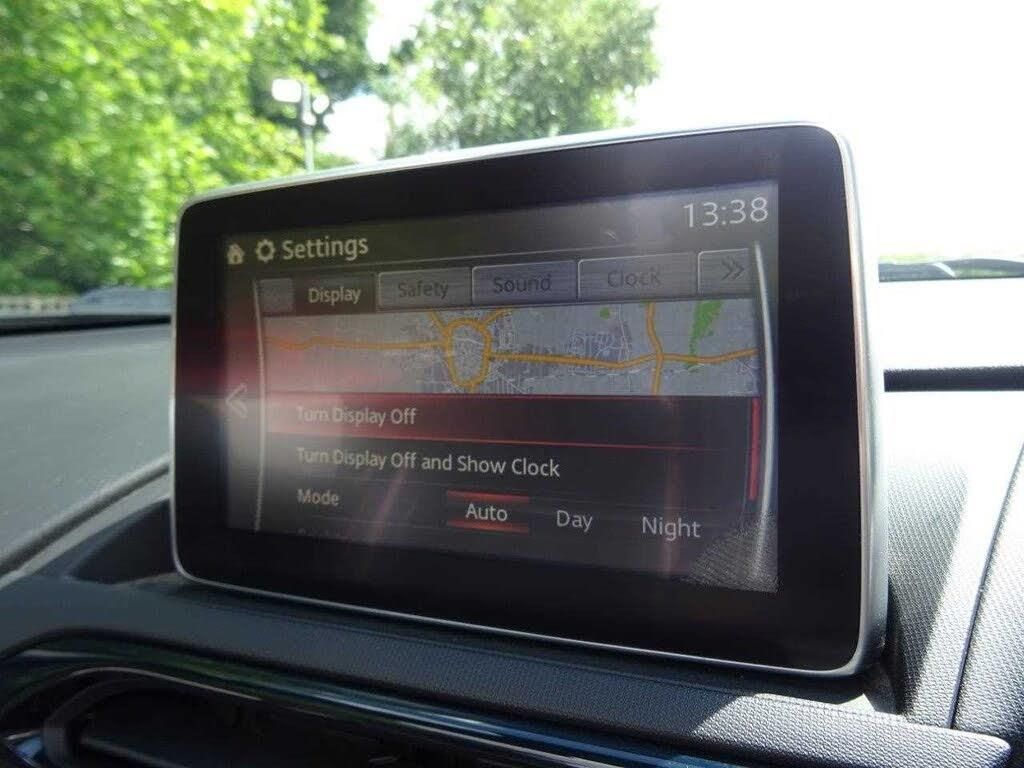 13:38
Settings
Display Safety Sound Clock
Turn Display Off
Turn Display Off and Show Clock
Mode Auto Day Night